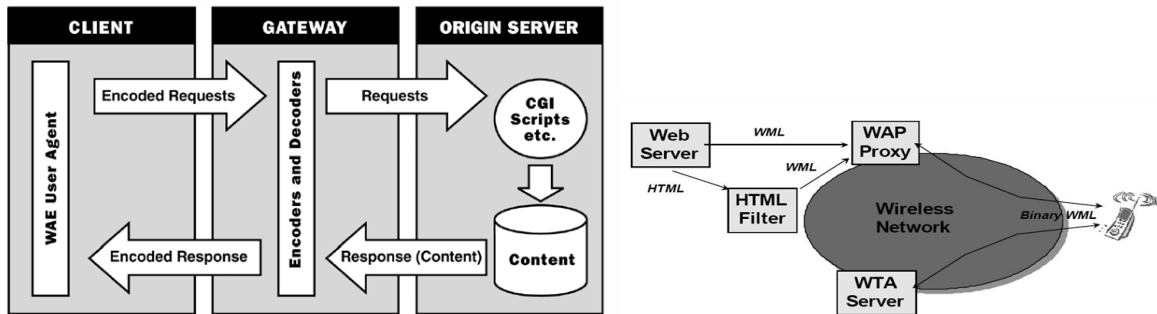 CLIENT
GATEWAY
ORIGIN SERVER
WAE User Agent
Encoded Requests
Encoders and Decoders
Requests
CGI
Scripts
etc.
Encoded Response
Response (Content)
Content
Web
Server
WML
WAP
Proxy
HTML
WML
HTML
Filter
Wireless
Network
Binary WML
WTA
Server